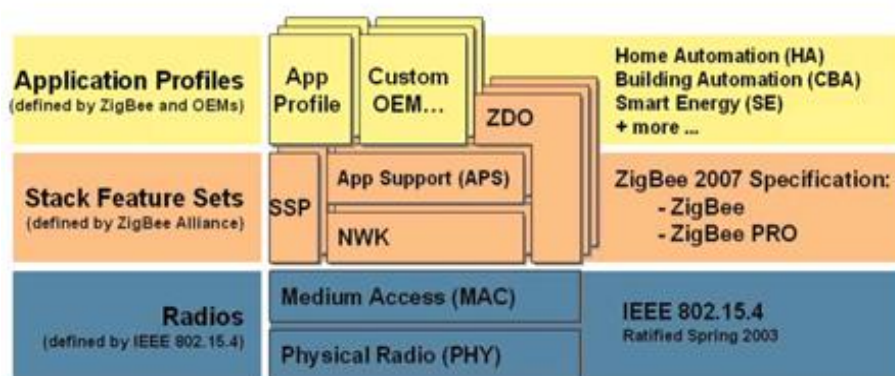 Application Profiles
(defined by ZigBee and OEMs)
App
Profile
Custom
OEM...
ZDO
Home Automation (HA)
Building Automation (CBA)
Smart Energy (SE)
+ more ...
Stack Feature Sets
(defined by ZigBee Alliance)
SSP
App Support (APS)
NWK
ZigBee 2007 Specification:
- ZigBee
- ZigBee PRO
Radios
(defined by IEEE 802.15.4)
Medium Access (MAC)
Physical Radio (PHY)
IEEE 802.15.4
Ratified Spring 2003